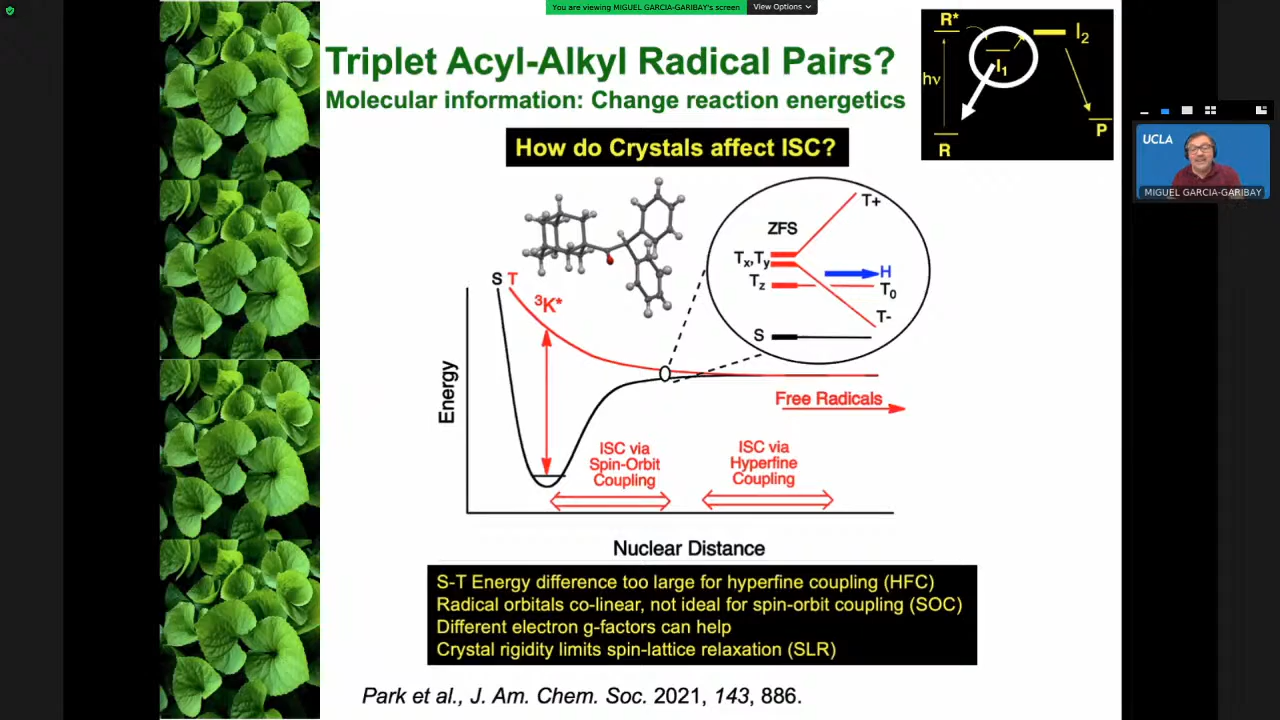 You are viewing MIGUEL GARCIA-GARIBAY's screen
View Options
Triplet Acyl-Alkyl Radical Pairs?
Molecular information: Change reaction energetics
How do Crystals affect ISC?
R*
I2
I1
hν
P
R
UCLA
MIGUEL GARCIA-GARIBAY
T+
ZFS
Tx,Ty
H
Tz
T0
T-
S
S T
3K*
Energy
Free Radicals
ISC via
Spin-Orbit
Coupling
ISC via
Hyperfine
Coupling
Nuclear Distance
S-T Energy difference too large for hyperfine coupling (HFC)
Radical orbitals co-linear, not ideal for spin-orbit coupling (SOC)
Different electron g-factors can help
Crystal rigidity limits spin-lattice relaxation (SLR)
Park et al., J. Am. Chem. Soc. 2021, 143, 886.